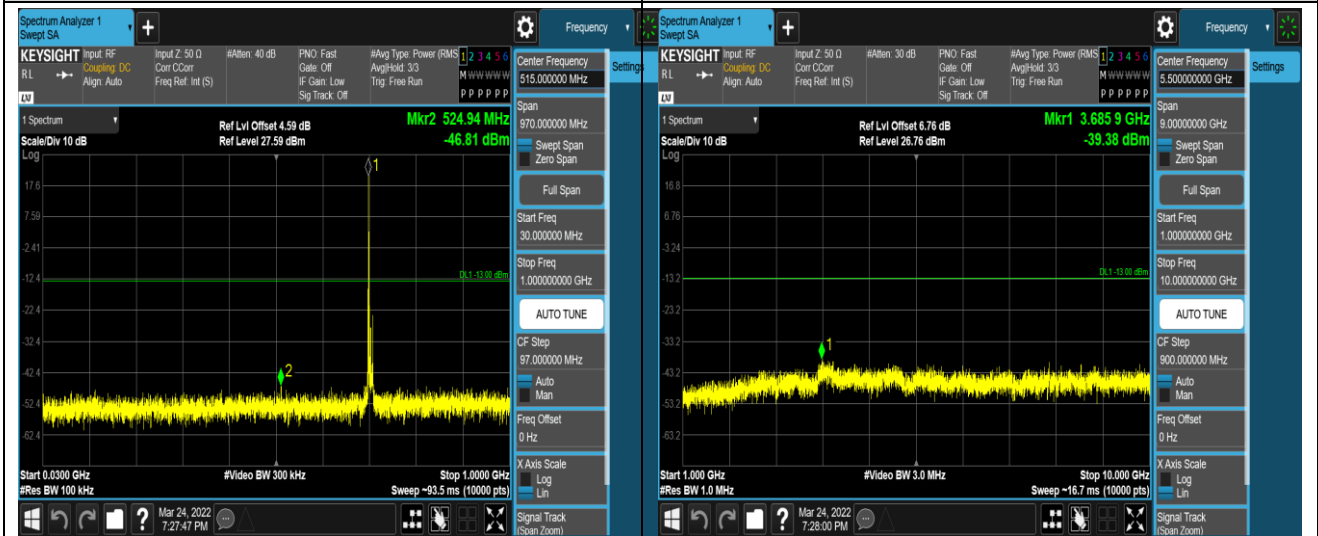 Spectrum Analyzer 1
Swept SA
Frequency
KEYSIGHT
RL
Input: RF
Coupling: DC
Align: Auto
Input Z: 50 Ω
Corr CCorr
Freq Ref: Int (S)
#Atten: 40 dB
PNO: Fast
Gate: Off
IF Gain: Low
Sig Track: Off
#Avg Type: Power (RMS
Avg|Hold: 3/3
Trig: Free Run
1 2 3 4 5 6
M W W W W W
P P P P P P
LXI
1 Spectrum
Scale/Div 10 dB
Log
Ref Lvl Offset 4.59 dB
Ref Level 27.59 dBm
Mkr2 524.94 MHz
-46.81 dBm
1
17.6
7.59
-2.41
DL1 -13.00 dBm
-12.4
-22.4
-32.4
-42.4
2
-52.4
-62.4
Start 0.0300 GHz
#Video BW 300 kHz
Stop 1.0000 GHz
#Res BW 100 kHz
Sweep ~93.5 ms (10000 pts)
?
Mar 24, 2022
7:27:47 PM
Center Frequency
515.000000 MHz
Settings
Span
970.000000 MHz
Swept Span
Zero Span
Full Span
Start Freq
30.000000 MHz
Stop Freq
1.000000000 GHz
AUTO TUNE
CF Step
97.000000 MHz
Auto
Man
Freq Offset
0 Hz
X Axis Scale
Log
Lin
Signal Track
(Span Zoom)
Spectrum Analyzer 1
Swept SA
Frequency
KEYSIGHT
RL
Input: RF
Coupling: DC
Align: Auto
Input Z: 50 Ω
Corr CCorr
Freq Ref: Int (S)
#Atten: 30 dB
PNO: Fast
Gate: Off
IF Gain: Low
Sig Track: Off
#Avg Type: Power (RMS
Avg|Hold: 3/3
Trig: Free Run
1 2 3 4 5 6
M W W W W W
P P P P P P
LXI
1 Spectrum
Scale/Div 10 dB
Log
Ref Lvl Offset 6.76 dB
Ref Level 26.76 dBm
Mkr1 3.685 9 GHz
-39.38 dBm
16.8
6.76
-3.24
DL1 -13.00 dBm
-13.2
-23.2
-33.2
1
-43.2
-53.2
-63.2
Start 1.000 GHz
#Video BW 3.0 MHz
Stop 10.000 GHz
#Res BW 1.0 MHz
Sweep ~16.7 ms (10000 pts)
?
Mar 24, 2022
7:28:00 PM
Center Frequency
5.500000000 GHz
Settings
Span
9.00000000 GHz
Swept Span
Zero Span
Full Span
Start Freq
1.000000000 GHz
Stop Freq
10.000000000 GHz
AUTO TUNE
CF Step
900.000000 MHz
Auto
Man
Freq Offset
0 Hz
X Axis Scale
Log
Lin
Signal Track
(Span Zoom)